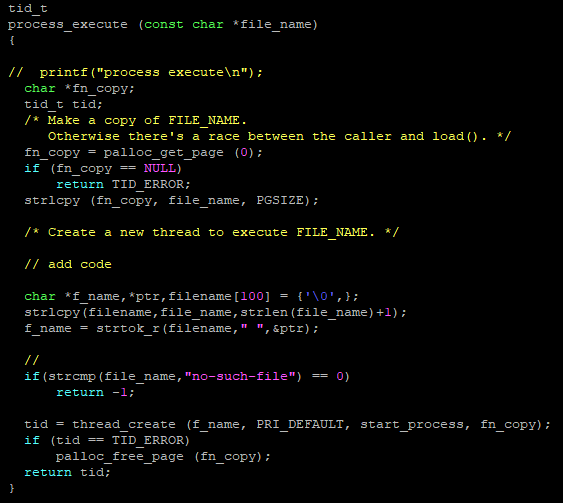 tid_t
process_execute (const char *file_name)
{
//  printf("process execute\n");
  char *fn_copy;
  tid_t tid;
  /* Make a copy of FILE_NAME.
     Otherwise there's a race between the caller and load(). */
  fn_copy = palloc_get_page (0);
  if (fn_copy == NULL)
      return TID_ERROR;
  strlcpy (fn_copy, file_name, PGSIZE);
  /* Create a new thread to execute FILE_NAME. */
  // add code
  char *f_name,*ptr,filename[100] = {'\0',};
  strlcpy(filename,file_name,strlen(file_name)+1);
  f_name = strtok_r(filename," ",&ptr);
  //
  if(strcmp(file_name,"no-such-file") == 0)
      return -1;
  tid = thread_create (f_name, PRI_DEFAULT, start_process, fn_copy);
  if (tid == TID_ERROR)
      palloc_free_page (fn_copy);
  return tid;
}